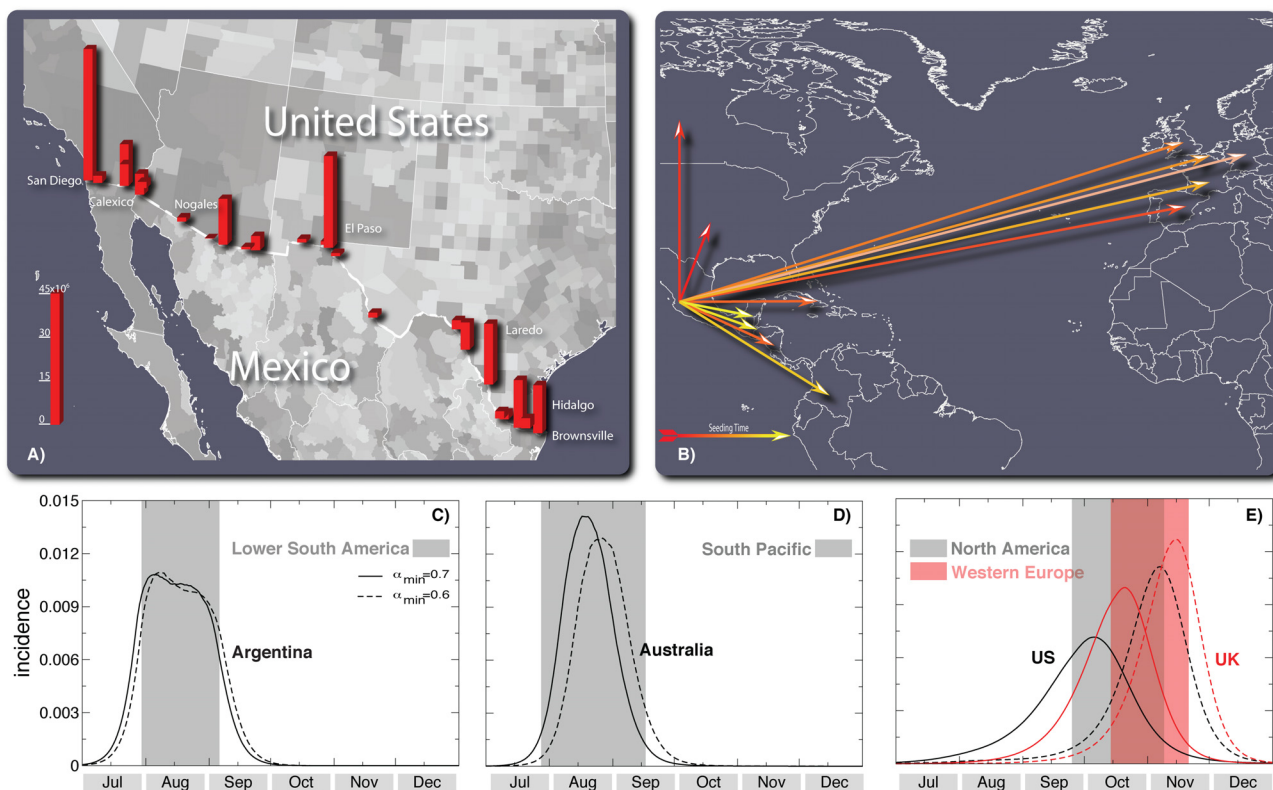 United States
San Diego
Calexico
Nogales
El Paso
45x10⁶
30
15
0
Mexico
Laredo
Hidalgo
Brownsville
A)
Seeding Time
B)
incidence
0.015
0.012
0.009
0.006
0.003
0
C)
Lower South America
α min=0.7
α min=0.6
Argentina
Jul Aug Sep Oct Nov Dec
D)
South Pacific
Australia
Jul Aug Sep Oct Nov Dec
E)
North America
Western Europe
US
UK
Jul Aug Sep Oct Nov Dec